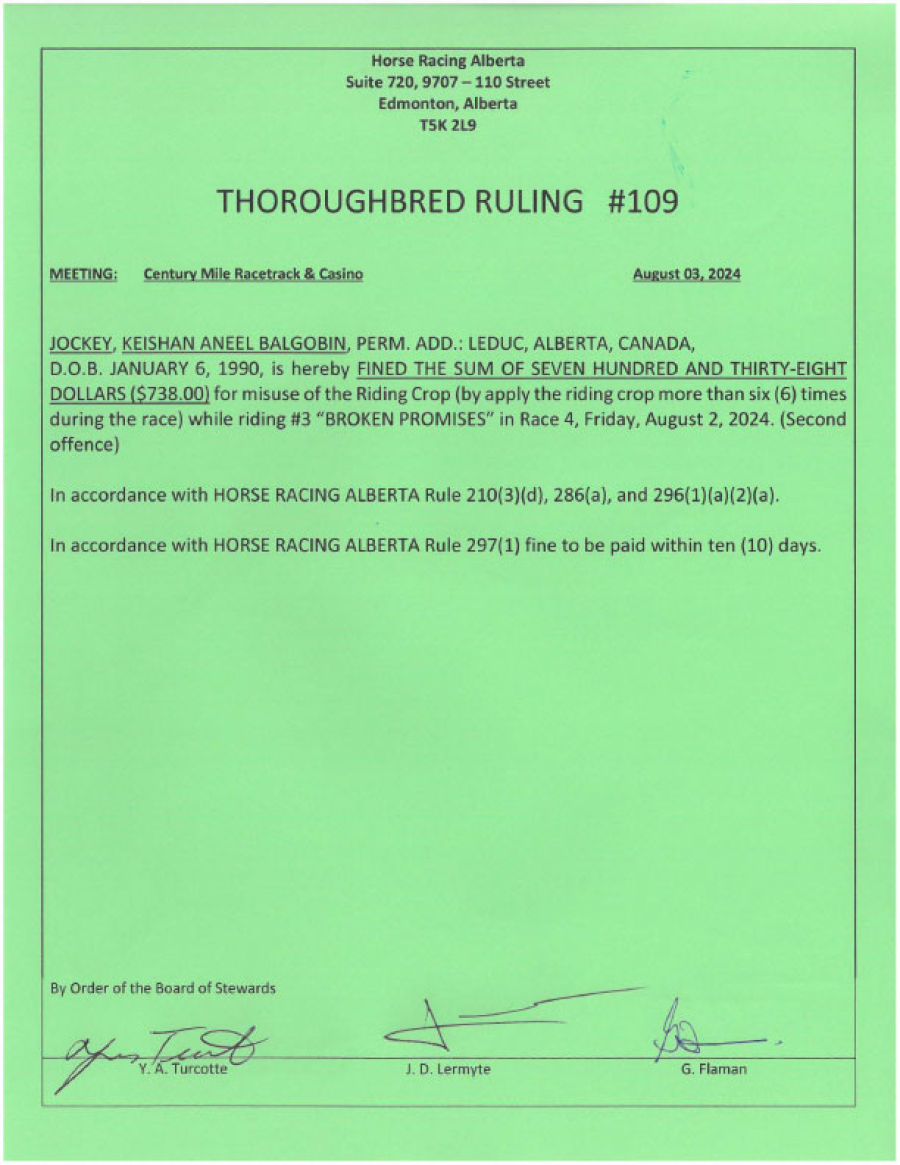 Horse Racing Alberta
Suite 720, 9707 – 110 Street
Edmonton, Alberta
T5K 2L9
THOROUGHBRED RULING #109
MEETING: Century Mile Racetrack & Casino August 03, 2024
JOCKEY, KEISHAN ANEEL BALGOBIN, PERM. ADD.: LEDUC, ALBERTA, CANADA,
D.O.B. JANUARY 6, 1990, is hereby FINED THE SUM OF SEVEN HUNDRED AND THIRTY-EIGHT
DOLLARS ($738.00) for misuse of the Riding Crop (by apply the riding crop more than six (6) times
during the race) while riding #3 “BROKEN PROMISES” in Race 4, Friday, August 2, 2024. (Second
offence)
In accordance with HORSE RACING ALBERTA Rule 210(3)(d), 286(a), and 296(1)(a)(2)(a).
In accordance with HORSE RACING ALBERTA Rule 297(1) fine to be paid within ten (10) days.
By Order of the Board of Stewards
Y. A. Turcotte J. D. Lermyte G. Flaman